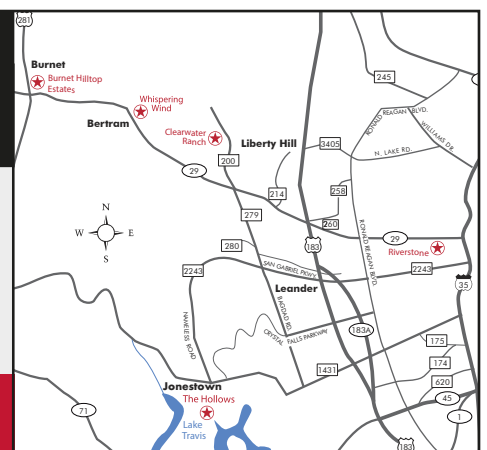 281
Burnet
Burnet Hilltop
Estates
Whispering
Wind
Bertram
Clearwater
Ranch
Liberty Hill
245
RONALD REAGAN BLVD.
WILLIAMS DR.
3405
N. LAKE RD.
200
29
214
258
279
260
N
W
E
S
280
183
29
Riverstone
RONALD REAGAN BLVD.
2243
SAN GABRIEL PKWY.
2243
35
Leander
BAGDAD RD.
NAMELESS ROAD
CRYSTAL FALLS PARKWAY
183A
175
174
1431
620
Jonestown
The Hollows
45
71
Lake
Travis
1
183